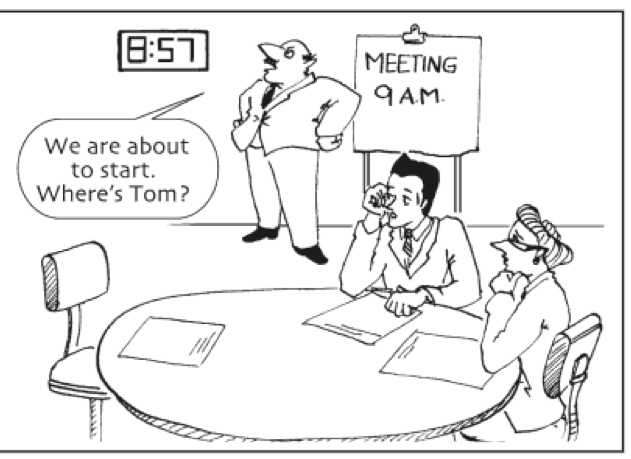 8:57
MEETING
9 A.M.
We are about
to start.
Where's Tom?